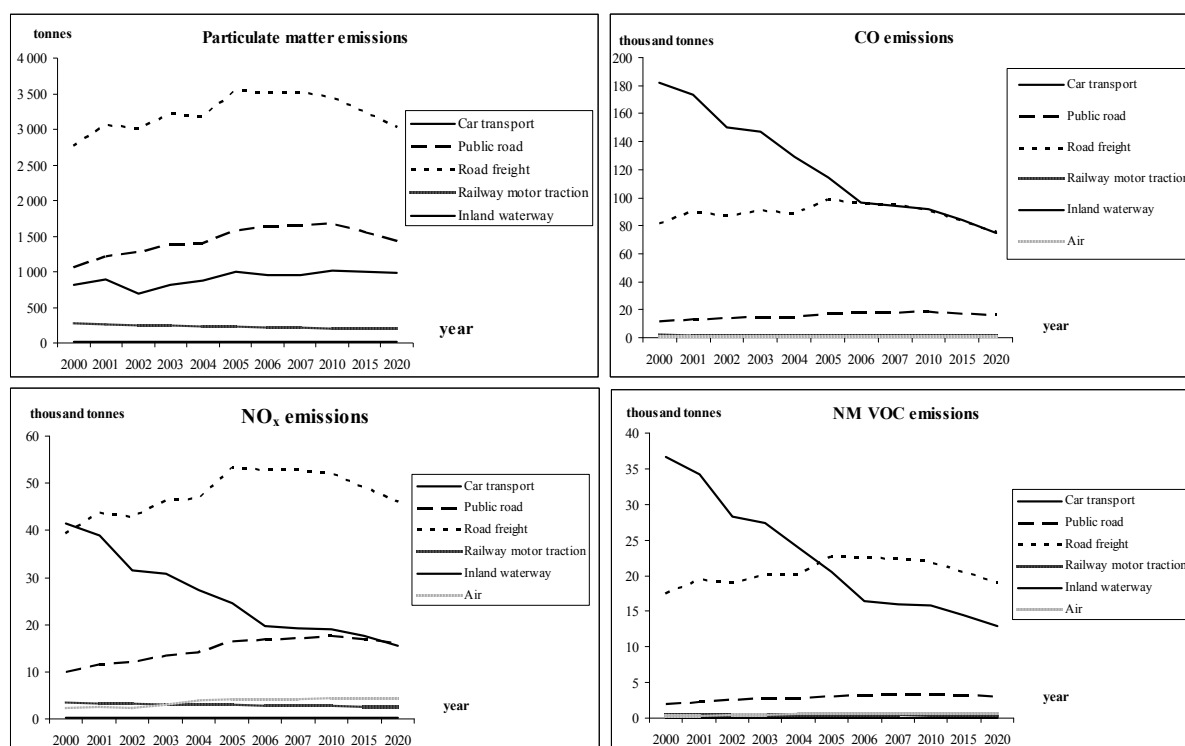 tonnes
Particulate matter emissions
4 000
3 500
3 000
2 500
2 000
1 500
1 000
500
0
2000 2001 2002 2003 2004 2005 2006 2007 2010 2015 2020
year
Car transport
Public road
Road freight
Railway motor traction
Inland waterway
thousand tonnes
CO emissions
200
180
160
140
120
100
80
60
40
20
0
2000 2001 2002 2003 2004 2005 2006 2007 2010 2015 2020
year
Car transport
Public road
Road freight
Railway motor traction
Inland waterway
Air
thousand tonnes
NOx emissions
60
50
40
30
20
10
0
2000 2001 2002 2003 2004 2005 2006 2007 2010 2015 2020
year
Car transport
Public road
Road freight
Railway motor traction
Inland waterway
Air
thousand tonnes
NM VOC emissions
40
35
30
25
20
15
10
5
0
2000 2001 2002 2003 2004 2005 2006 2007 2010 2015 2020
year
Car transport
Public road
Road freight
Railway motor traction
Inland waterway
Air